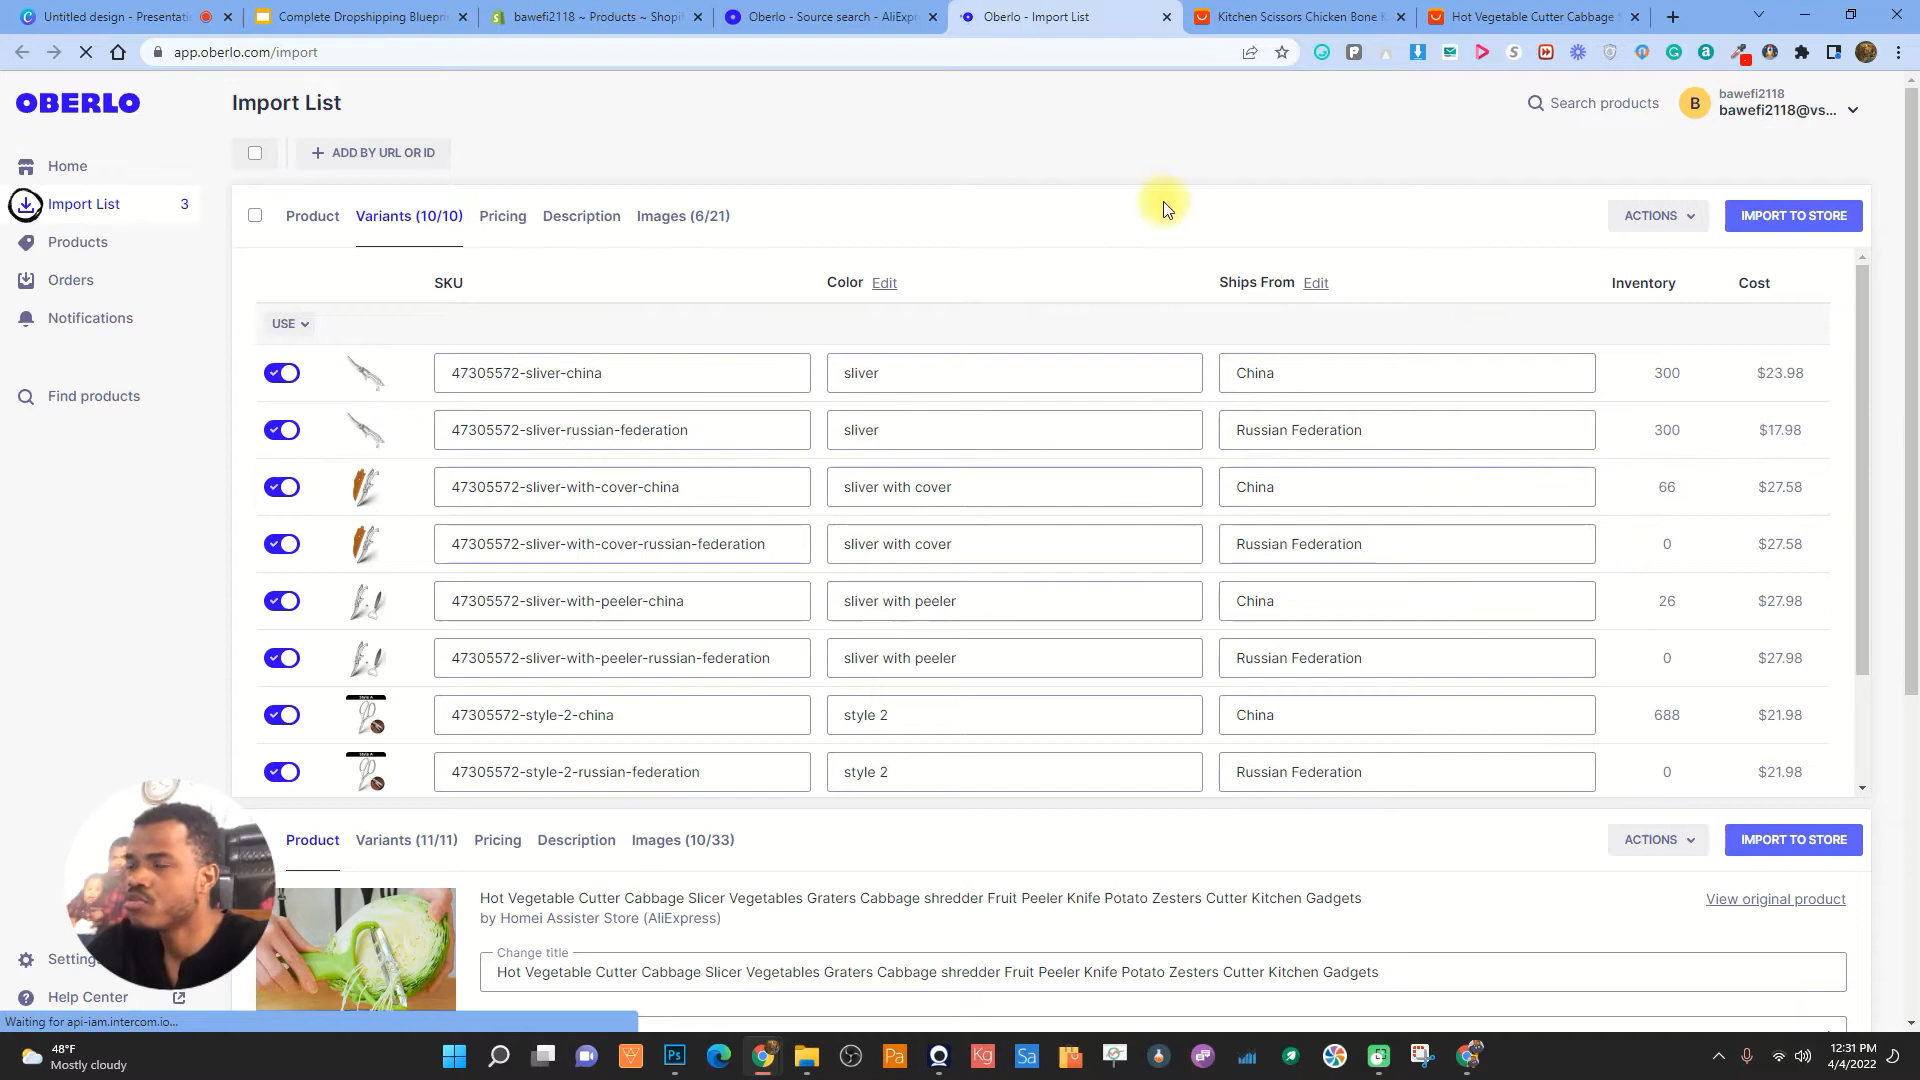 Untitled design - Presentati
Complete Dropshipping Bluepri
bawefi2118 ~ Products ~ Shopif
Oberlo - Source search - AliExpr
Oberlo - Import List
Kitchen Scissors Chicken Bone K
Hot Vegetable Cutter Cabbage S
app.oberlo.com/import
OBERLO
Import List
Search products
B
bawefi2118
bawefi2118@vs...
ADD BY URL OR ID
Home
Import List 3
Products
Orders
Notifications
Find products
Settings
Help Center
Product Variants (10/10) Pricing Description Images (6/21) ACTIONS IMPORT TO STORE
SKU Color Edit Ships From Edit Inventory Cost
USE
47305572-sliver-china sliver China 300 $23.98
47305572-sliver-russian-federation sliver Russian Federation 300 $17.98
47305572-sliver-with-cover-china sliver with cover China 66 $27.58
47305572-sliver-with-cover-russian-federation sliver with cover Russian Federation 0 $27.58
47305572-sliver-with-peeler-china sliver with peeler China 26 $27.98
47305572-sliver-with-peeler-russian-federation sliver with peeler Russian Federation 0 $27.98
47305572-style-2-china style 2 China 688 $21.98
47305572-style-2-russian-federation style 2 Russian Federation 0 $21.98
Product Variants (11/11) Pricing Description Images (10/33) ACTIONS IMPORT TO STORE
Hot Vegetable Cutter Cabbage Slicer Vegetables Graters Cabbage shredder Fruit Peeler Knife Potato Zesters Cutter Kitchen Gadgets
View original product
by Homei Assister Store (AliExpress)
Change title
Hot Vegetable Cutter Cabbage Slicer Vegetables Graters Cabbage shredder Fruit Peeler Knife Potato Zesters Cutter Kitchen Gadgets
Waiting for api-iam.intercom.io...
48°F
Mostly cloudy
Ps
Pa
Kg
Sa
12:31 PM
4/4/2022